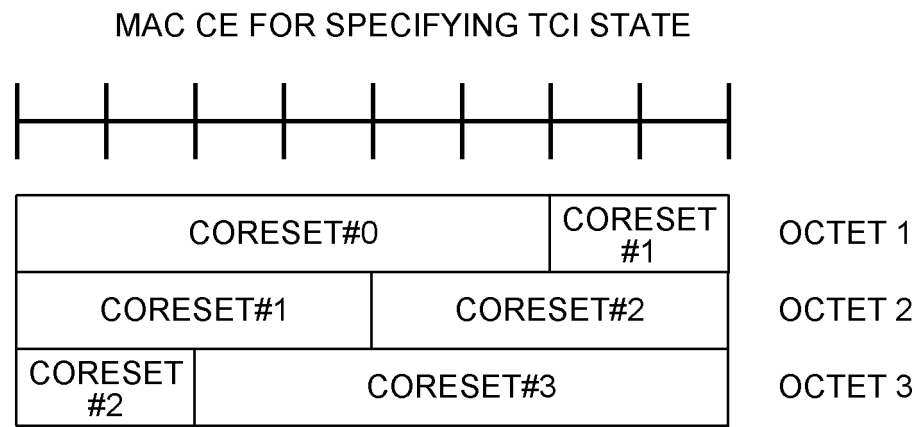 MAC CE FOR SPECIFYING TCI STATE
CORESET#0
CORESET
#1
OCTET 1
CORESET#1
CORESET#2
OCTET 2
CORESET
#2
CORESET#3
OCTET 3